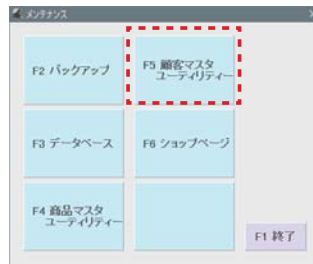 メンテナンス
F2 バックアップ
F5 顧客マスタ
ユーティリティー
F3 データベース
F6 ショップページ
F4 商品マスタ
ユーティリティー
F1 終了